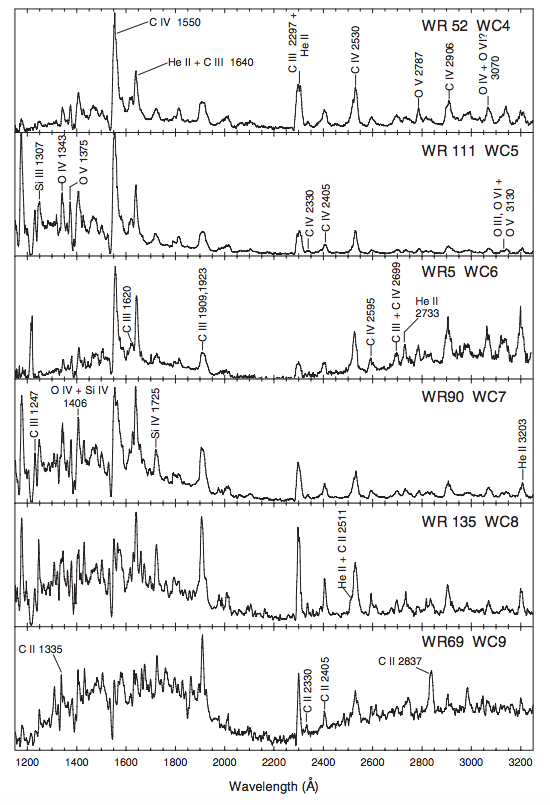 WR 52 WC4
C IV 1550
He II + C III 1640
C III 2297 +
He II
C IV 2530
O V 2787
C IV 2906
O IV + O VI?
3070
WR 111 WC5
Si III 1307
O IV 1343
O V 1375
C IV 2330
C IV 2405
O III, O VI +
O V 3130
WR5 WC6
C III 1620
C III 1909,1923
C IV 2595
C III + C IV 2699
He II
2733
WR90 WC7
C III 1247
O IV + Si IV
1406
Si IV 1725
He II 3203
WR 135 WC8
He II + C II 2511
WR69 WC9
C II 1335
C II 2330
C II 2405
C II 2837
1200 1400 1600 1800 2000 2200 2400 2600 2800 3000 3200
Wavelength (Å)